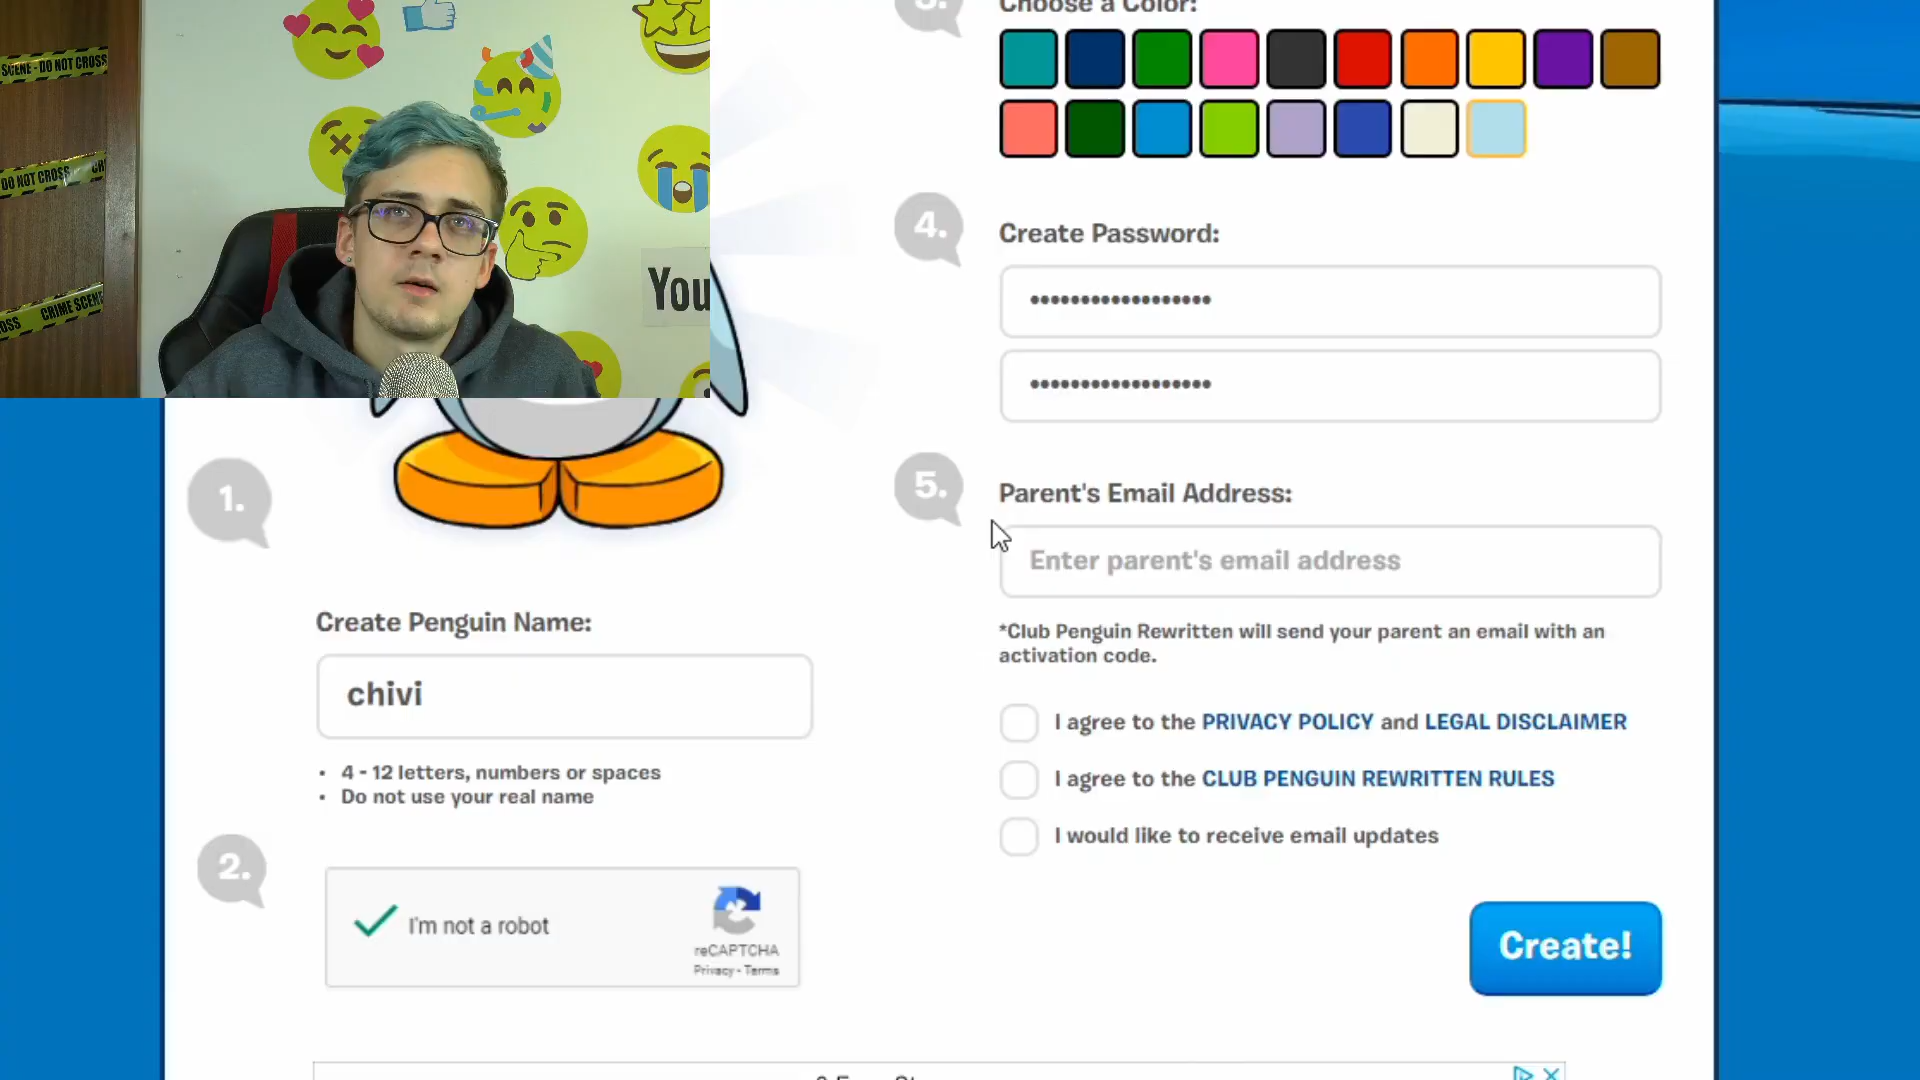 SCENE - DO NOT CROSS
DO NOT CROSS
CR
OSS
CRIME SCENE
You
3.
Choose a Color:
4.
Create Password:
••••••••••••••••••
••••••••••••••••••
5.
Parent's Email Address:
Enter parent's email address
*Club Penguin Rewritten will send your parent an email with an
activation code.
I agree to the PRIVACY POLICY and LEGAL DISCLAIMER
I agree to the CLUB PENGUIN REWRITTEN RULES
I would like to receive email updates
Create!
1.
Create Penguin Name:
chivi
• 4 - 12 letters, numbers or spaces
• Do not use your real name
2.
I'm not a robot
reCAPTCHA
Privacy - Terms